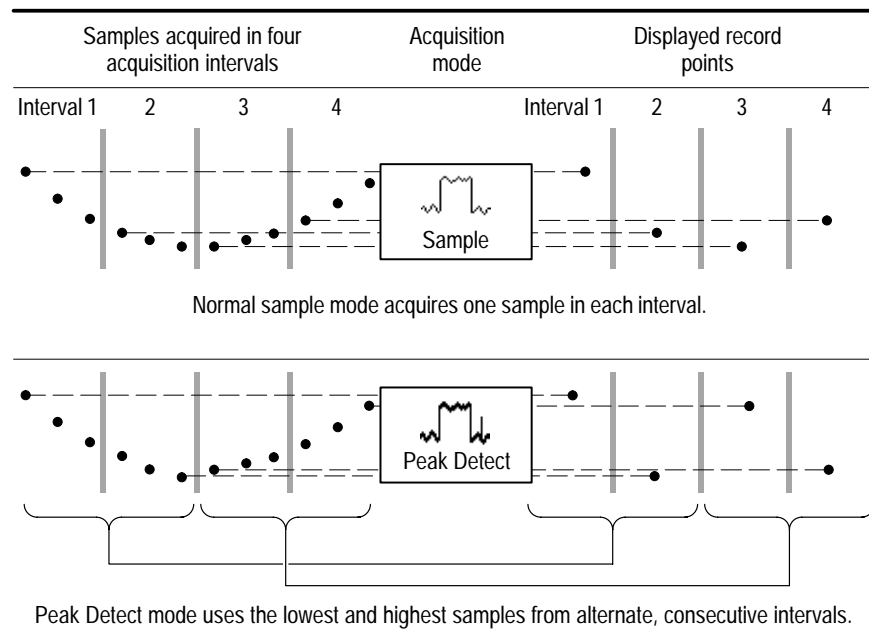 Samples acquired in four
acquisition intervals
Acquisition
mode
Displayed record
points
Interval 1 2 3 4
Interval 1 2 3 4
Sample
Normal sample mode acquires one sample in each interval.
Peak Detect
Peak Detect mode uses the lowest and highest samples from alternate, consecutive intervals.